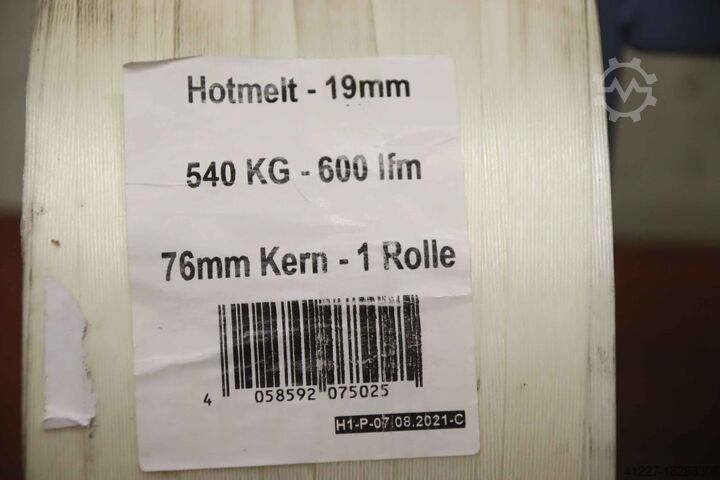 Hotmelt - 19mm
540 KG - 600 lfm
76mm Kern - 1 Rolle
4 058592 075025
H1-P-07.08.2021-C